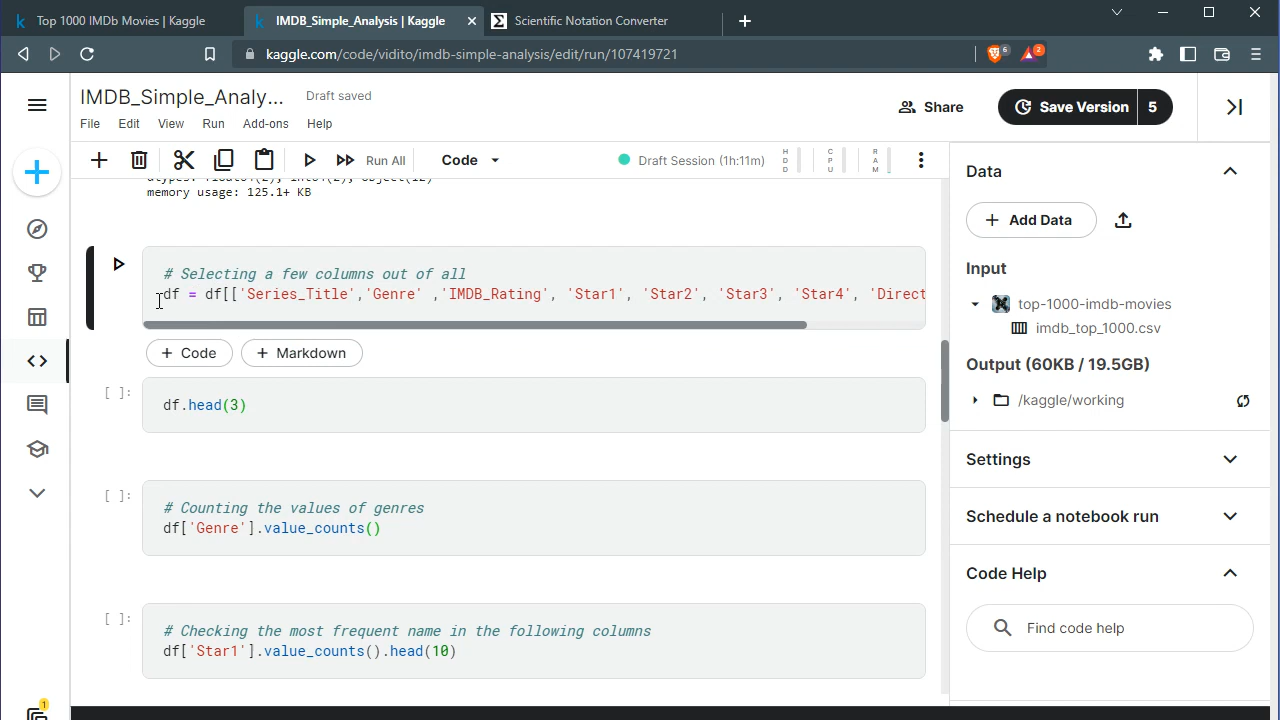 Top 1000 IMDb Movies | Kaggle
IMDB_Simple_Analysis | Kaggle
Scientific Notation Converter
kaggle.com/code/vidito/imdb-simple-analysis/edit/run/107419721
6
2
IMDB_Simple_Analy...
Draft saved
Share
Save Version
5
File
Edit
View
Run
Add-ons
Help
Run All
Code
Draft Session (1h:11m)
HDD
CPU
RAM
memory usage: 125.1+ KB
# Selecting a few columns out of all
df = df[['Series_Title','Genre' ,'IMDB_Rating', 'Star1', 'Star2', 'Star3', 'Star4', 'Direct
+ Code
+ Markdown
[ ]:
df.head(3)
[ ]:
# Counting the values of genres
df['Genre'].value_counts()
[ ]:
# Checking the most frequent name in the following columns
df['Star1'].value_counts().head(10)
Data
+ Add Data
Input
top-1000-imdb-movies
imdb_top_1000.csv
Output (60KB / 19.5GB)
/kaggle/working
Settings
Schedule a notebook run
Code Help
Find code help
1